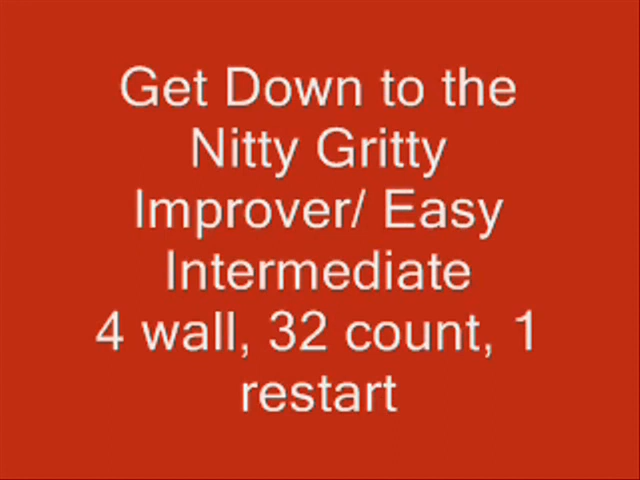 Get Down to the
Nitty Gritty
Improver/ Easy
Intermediate
4 wall, 32 count, 1
restart